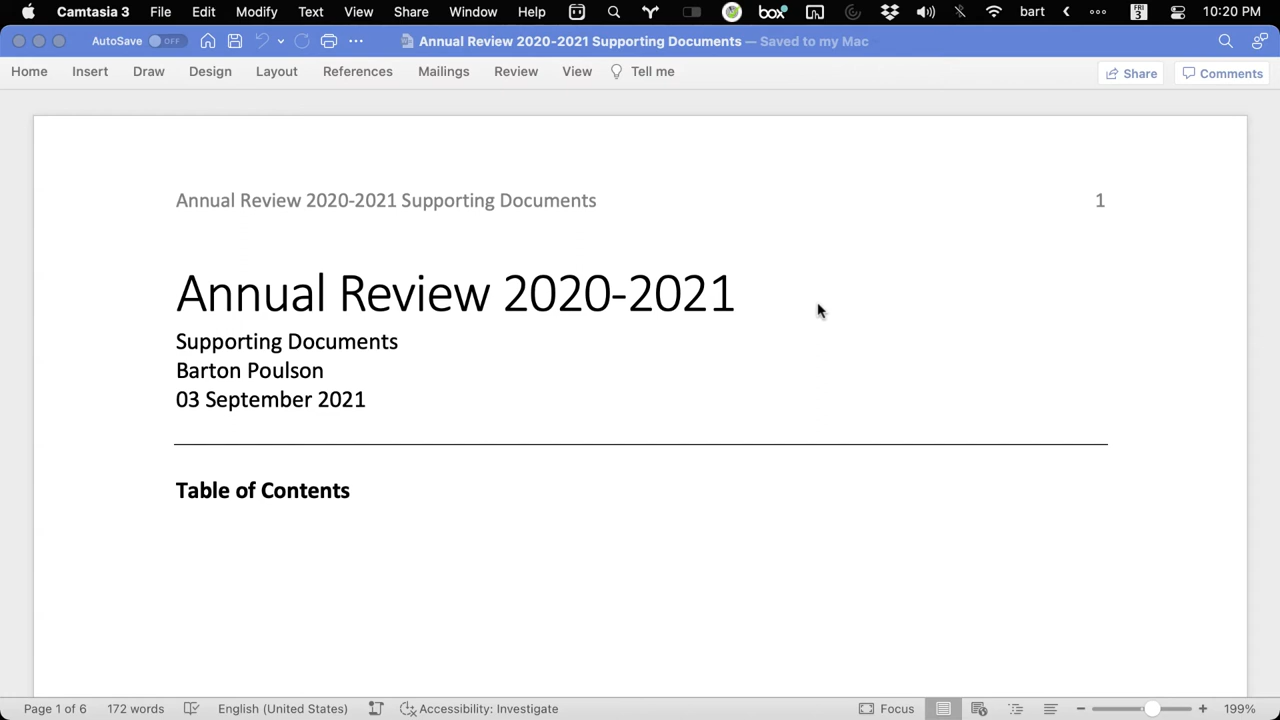 Camtasia 3 File Edit Modify Text View Share Window Help box bart FRI 3 10:20 PM
AutoSave OFF Annual Review 2020-2021 Supporting Documents — Saved to my Mac
Home Insert Draw Design Layout References Mailings Review View Tell me Share Comments
Annual Review 2020-2021 Supporting Documents 1
Annual Review 2020-2021
Supporting Documents
Barton Poulson
03 September 2021
Table of Contents
Page 1 of 6 172 words English (United States) Accessibility: Investigate Focus 199%